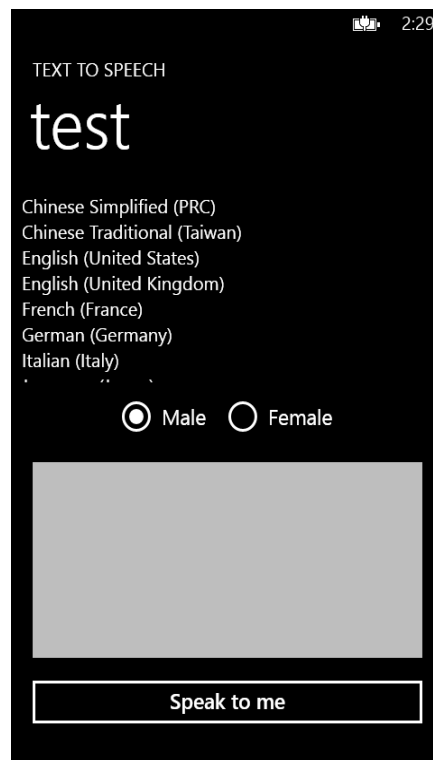 2:29
TEXT TO SPEECH
test
Chinese Simplified (PRC)
Chinese Traditional (Taiwan)
English (United States)
English (United Kingdom)
French (France)
German (Germany)
Italian (Italy)
Male Female
Speak to me